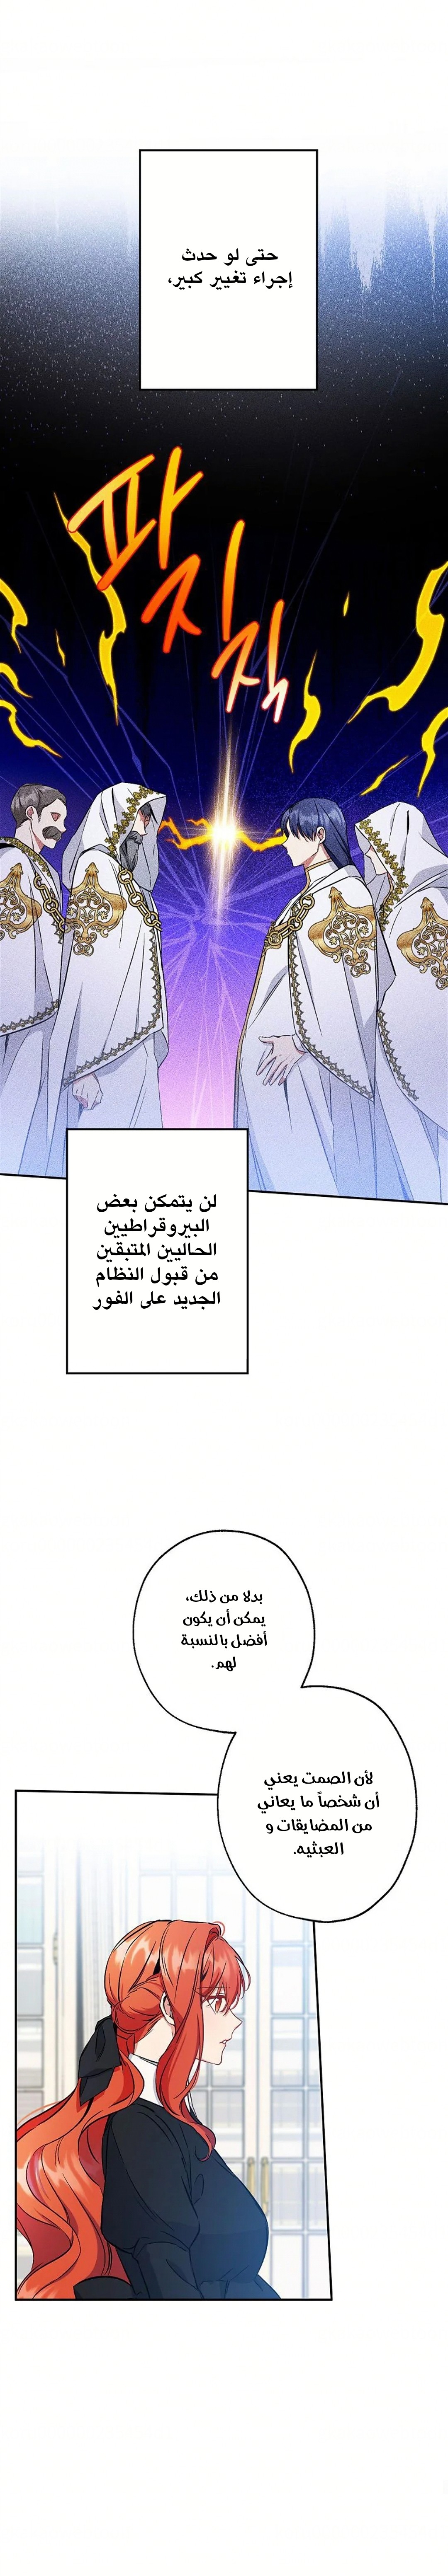 حتى لو حدث
إجراء تغيير كبير،
파지직
لن يتمكن بعض
البيروقراطيين
الحاليين المتبقين
من قبول النظام
الجديد على الفور
بدلا من ذلك،
يمكن أن يكون
أفضل بالنسبة
لهم.
لأن الصمت يعني
أن شخصاً ما يعاني
من المضايقات و
العبثيه.